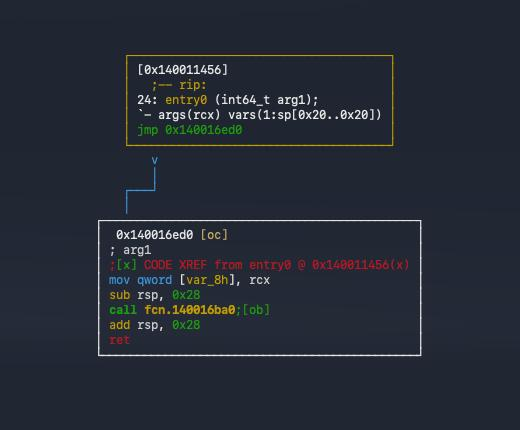 [0x140011456]
;-- rip:
24: entry0 (int64_t arg1);
`- args(rcx) vars(1:sp[0x20..0x20])
jmp 0x140016ed0
v
0x140016ed0 [oc]
; arg1
;[x] CODE XREF from entry0 @ 0x140011456(x)
mov qword [var_8h], rcx
sub rsp, 0x28
call fcn.140016ba0;[ob]
add rsp, 0x28
ret